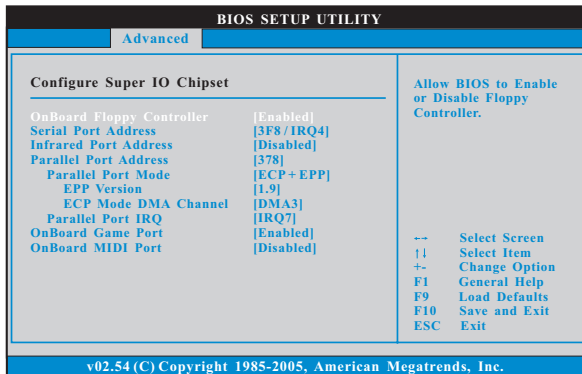 BIOS SETUP UTILITY
Advanced
Configure Super IO Chipset
OnBoard Floppy Controller [Enabled]
Serial Port Address [3F8 / IRQ4]
Infrared Port Address [Disabled]
Parallel Port Address [378]
Parallel Port Mode [ECP + EPP]
EPP Version [1.9]
ECP Mode DMA Channel [DMA3]
Parallel Port IRQ [IRQ7]
OnBoard Game Port [Enabled]
OnBoard MIDI Port [Disabled]
Allow BIOS to Enable
or Disable Floppy
Controller.
←→ Select Screen
↑↓ Select Item
+- Change Option
F1 General Help
F9 Load Defaults
F10 Save and Exit
ESC Exit
v02.54 (C) Copyright 1985-2005, American Megatrends, Inc.